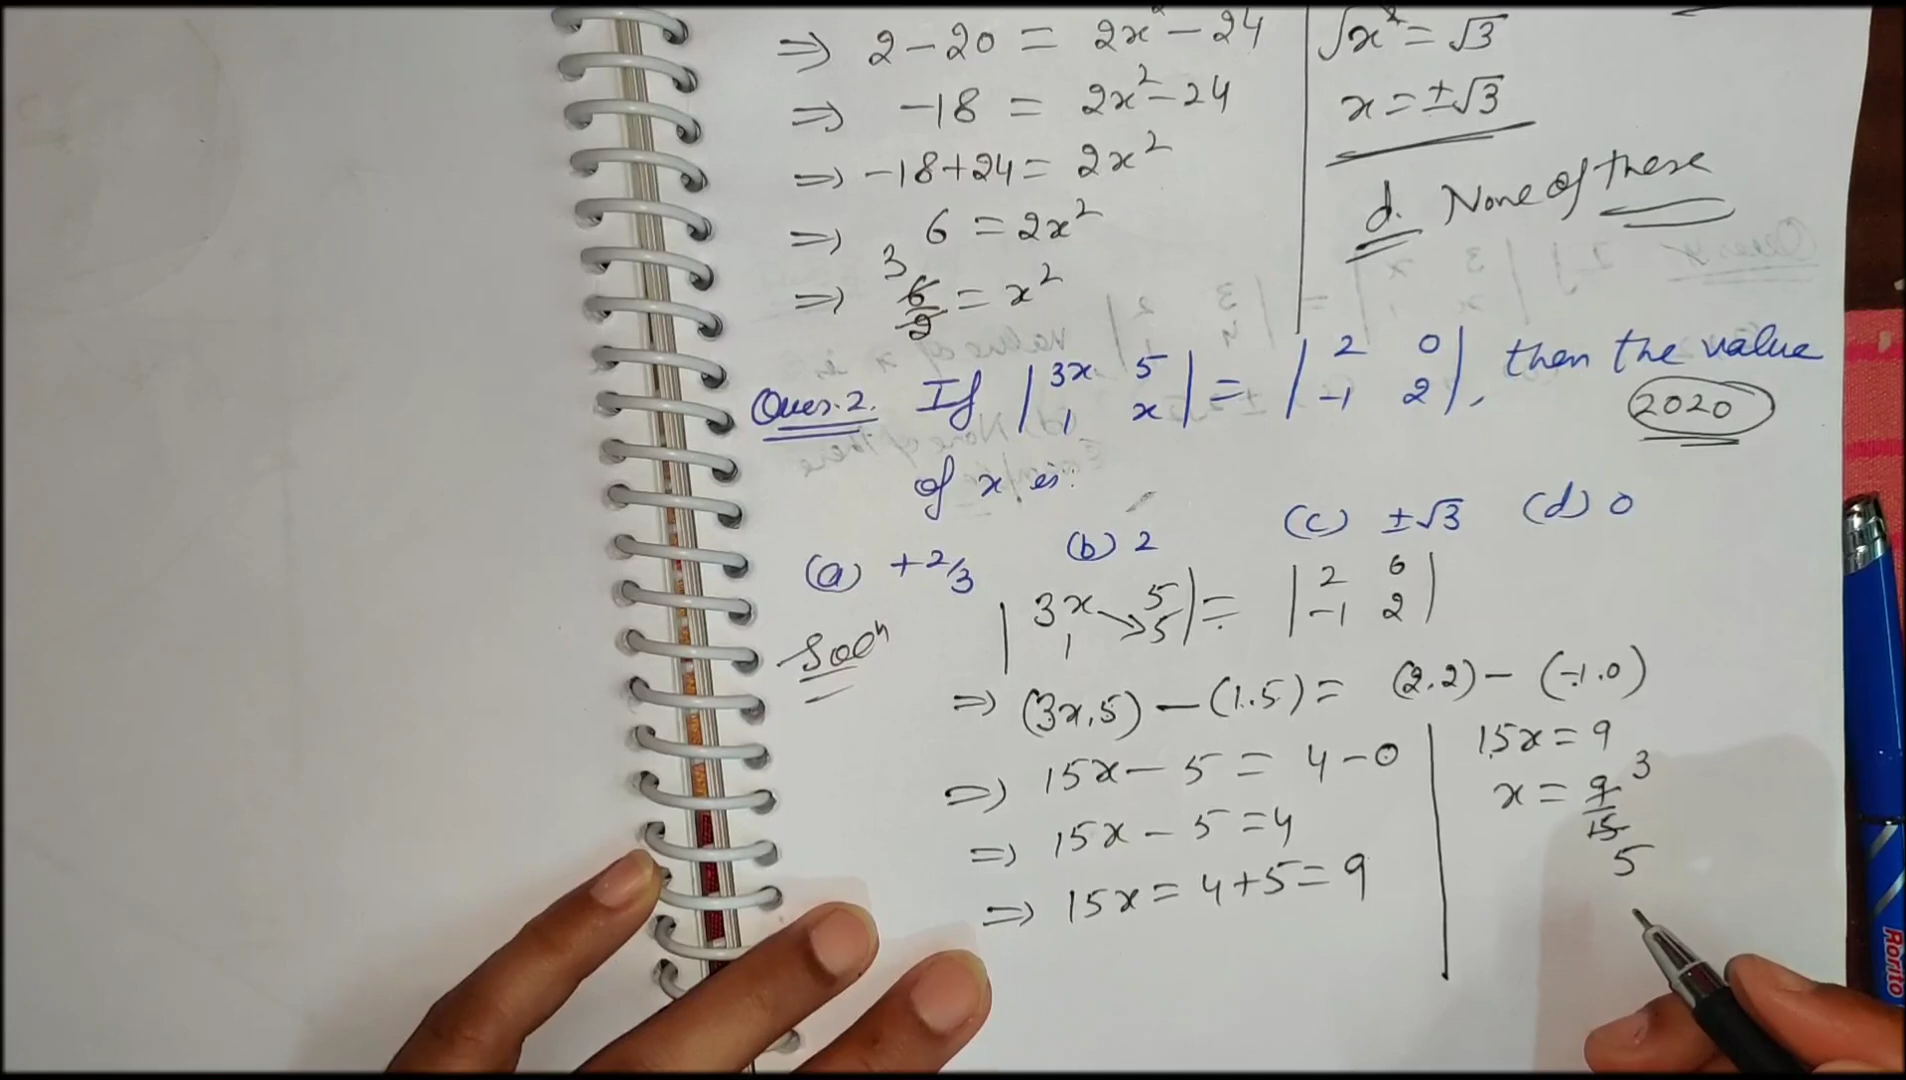 ⇒ 2 - 20 = 2x² - 24
⇒ -18 = 2x² - 24
⇒ -18 + 24 = 2x²
⇒ 6 = 2x²
3
⇒ 6/2 = x²
√x² = √3
x = ±√3
d. None of these
Ques.2. If |3x 5| = |2 0|, then the value
|1 x| |-1 2|
2020
of x is:
(a) +2/3 (b) 2 (c) ±√3 (d) 0
Solⁿ |3x 5| = |2 0|
|1 5| |-1 2|
⇒ (3x.5) - (1.5) = (2.2) - (-1.0)
⇒ 15x - 5 = 4 - 0
⇒ 15x - 5 = 4
⇒ 15x = 4 + 5 = 9
15x = 9
x = 9/15
3
5
Rorito